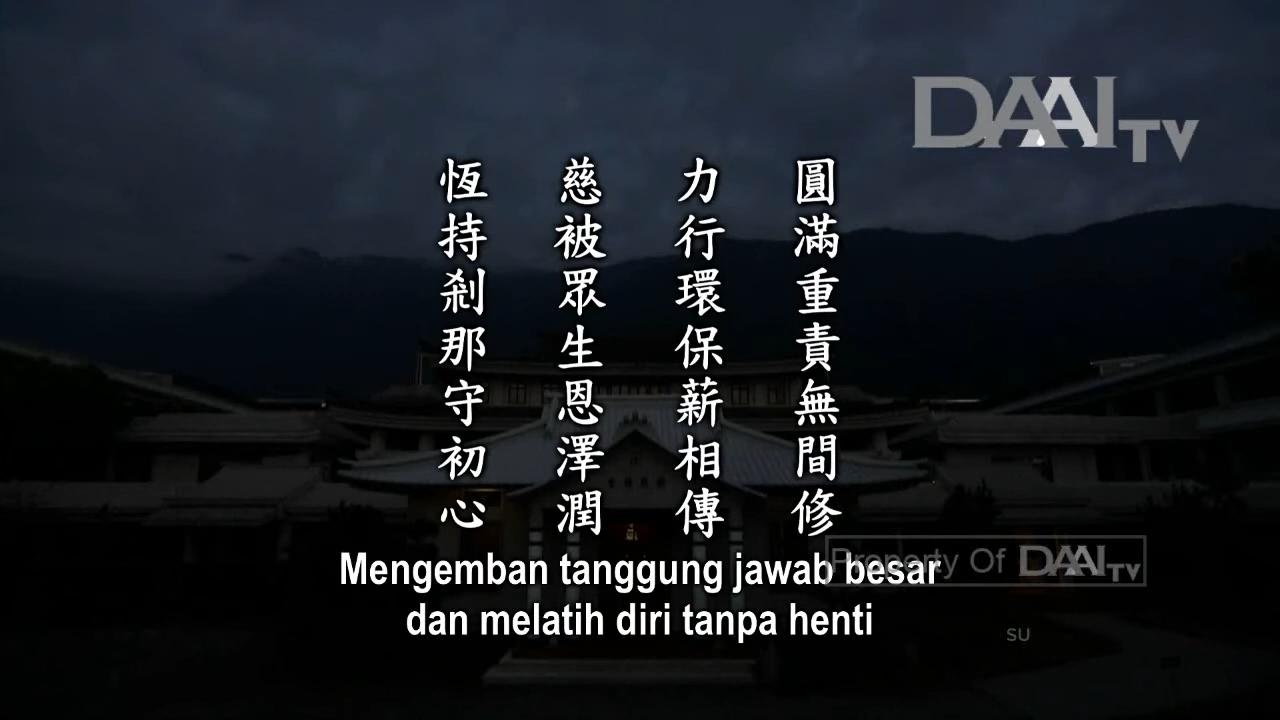 DAAI TV
圓滿重責無間修
力行環保薪相傳
慈被眾生恩澤潤
恆持剎那守初心
Property Of DAAI TV
Mengemban tanggung jawab besar
dan melatih diri tanpa henti
SU